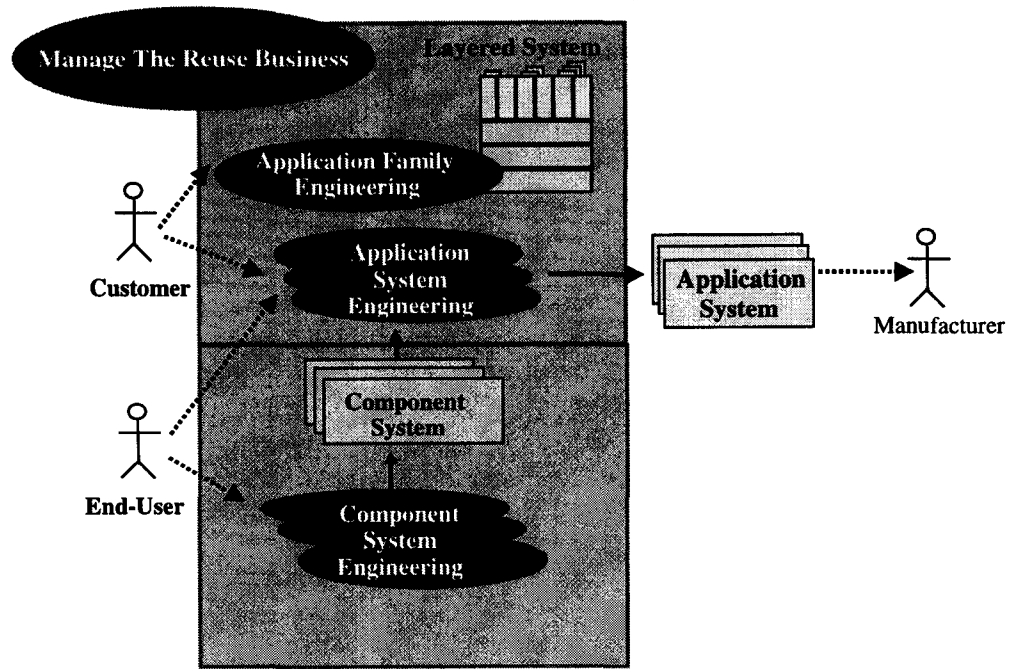 Manage The Reuse Business
Layered System
Application Family
Engineering
Customer
Application
System
Engineering
Application
System
Manufacturer
Component
System
End-User
Component
System
Engineering